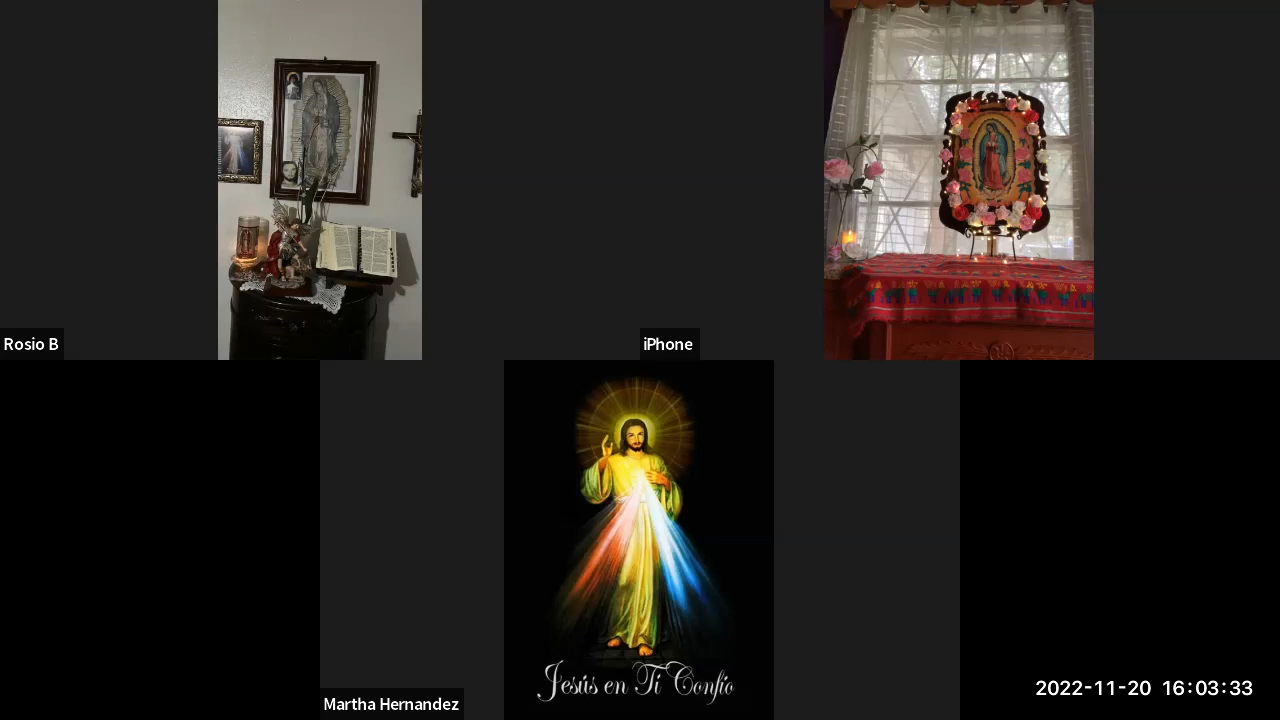 Rosio B
iPhone
Jesús en Ti Confío
Martha Hernandez
2022-11-20 16:03:33